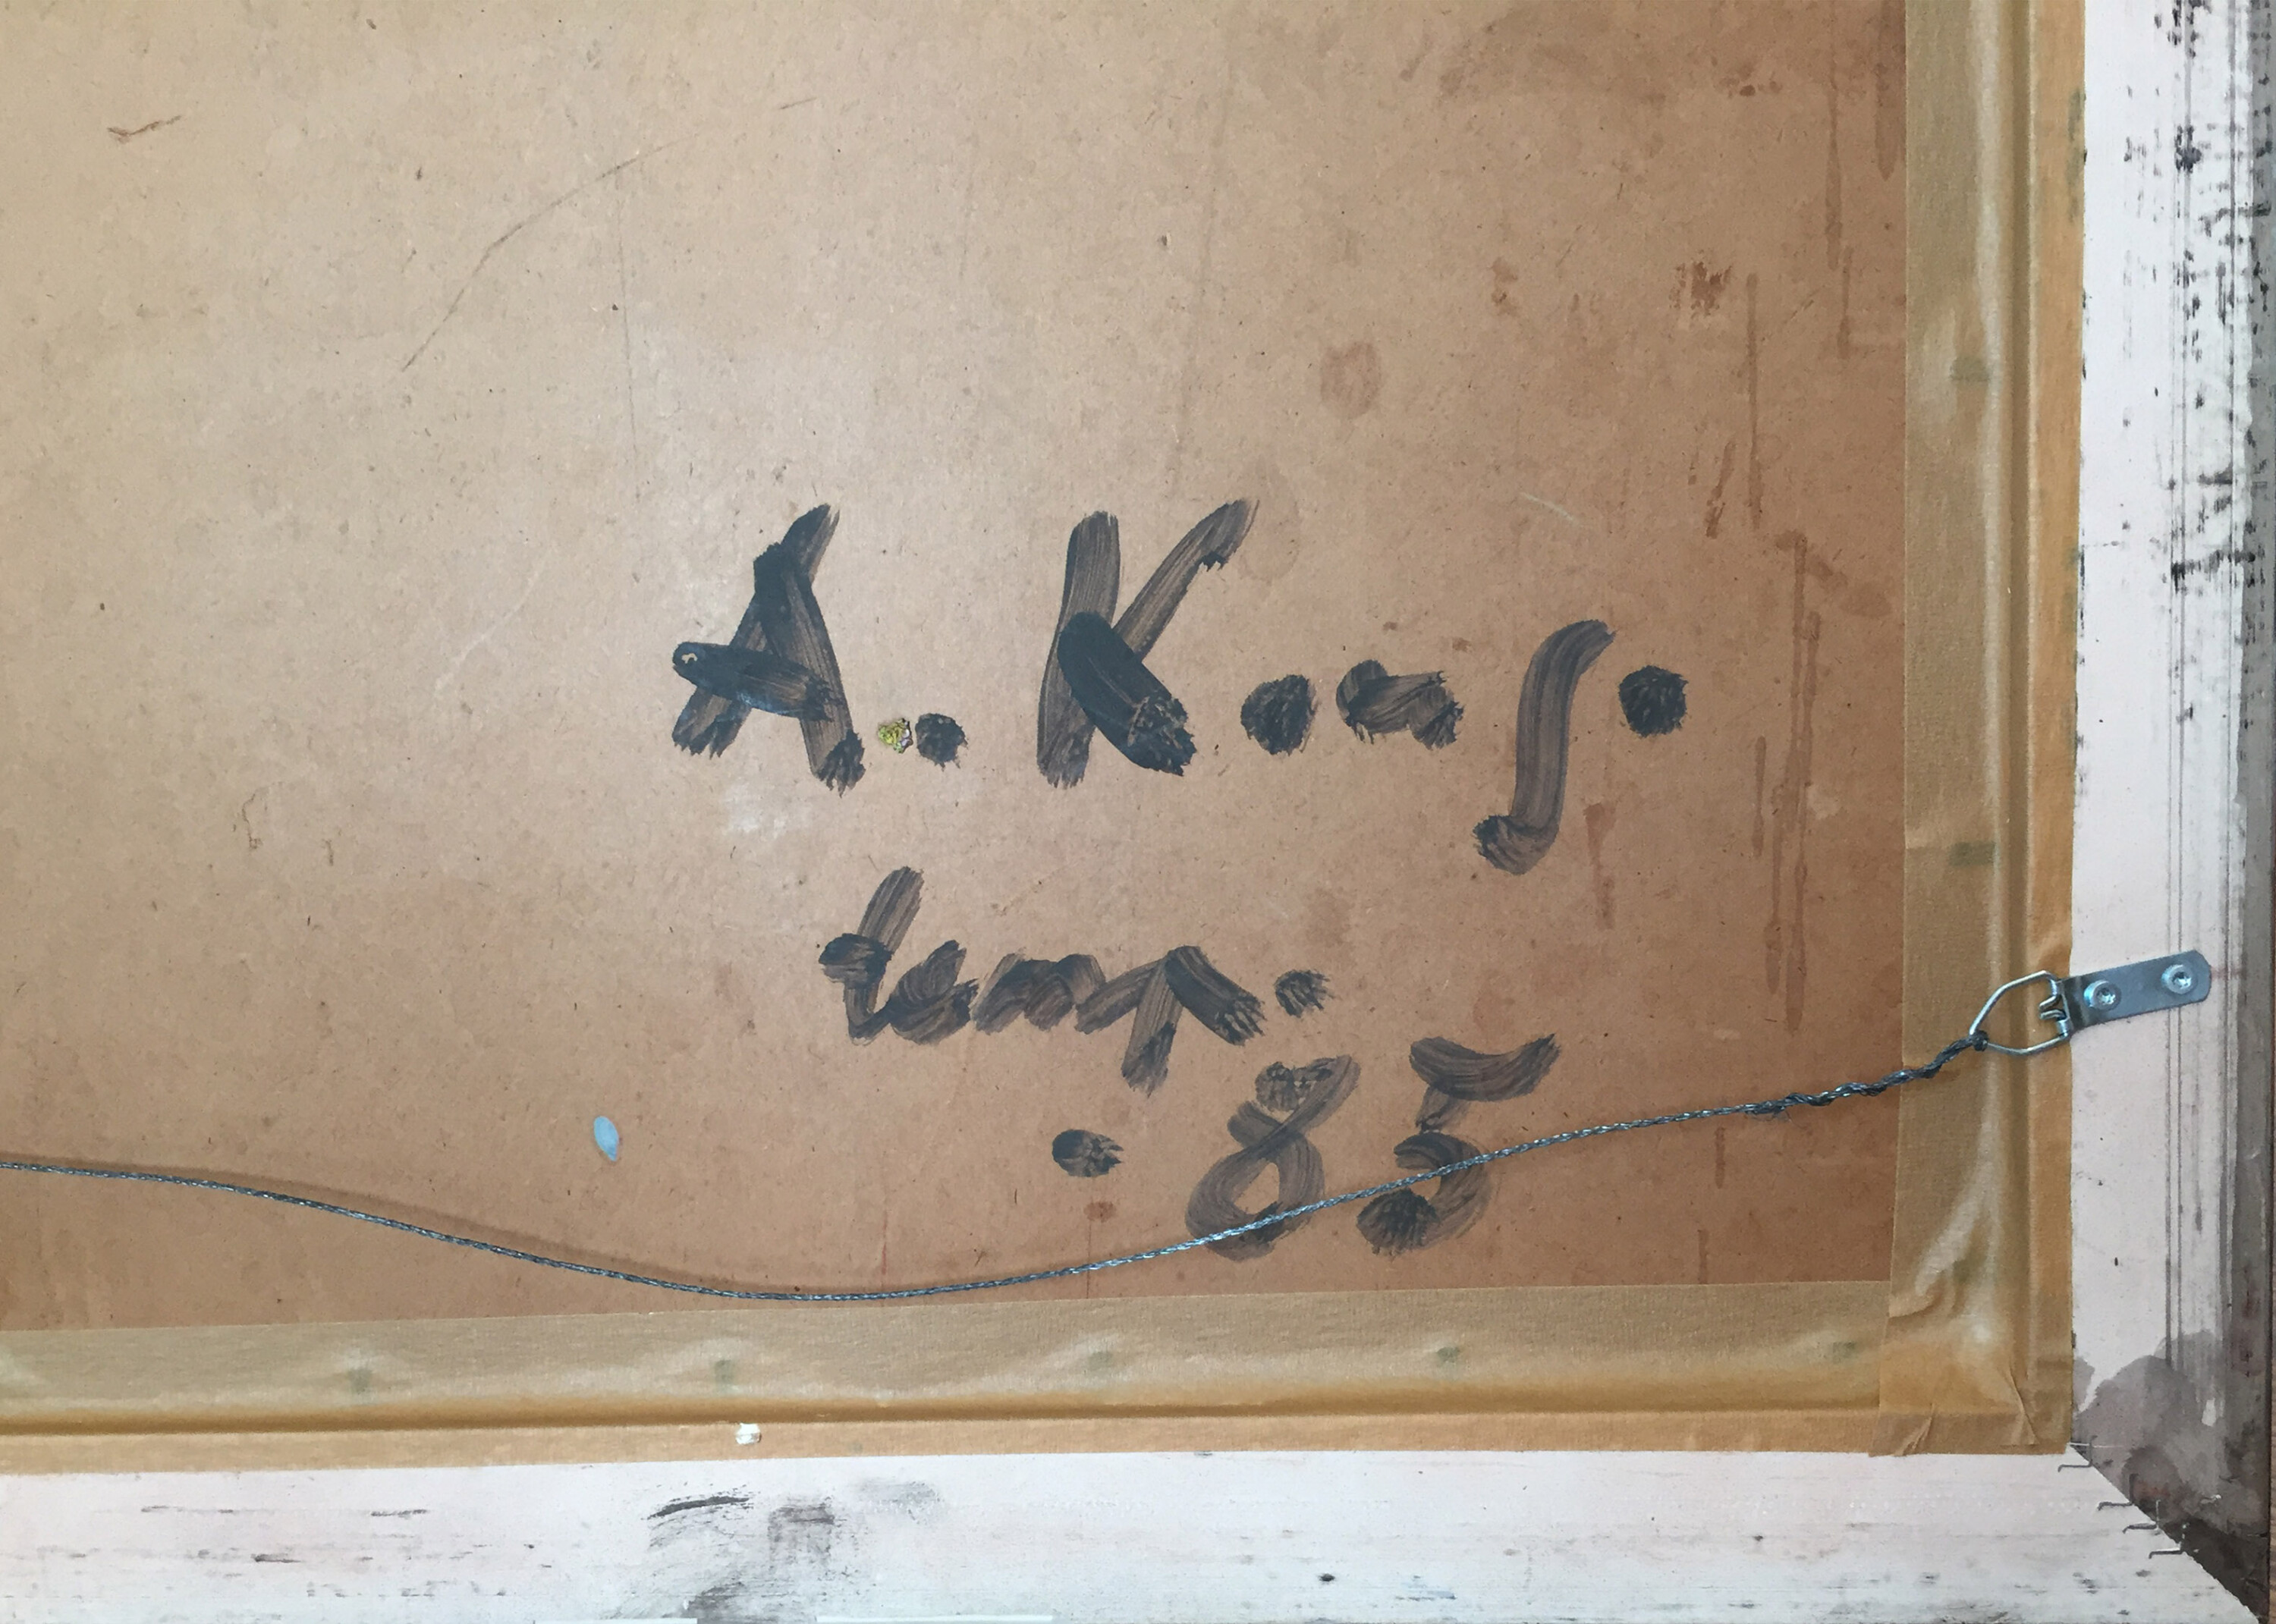 A.
temp.
. 85